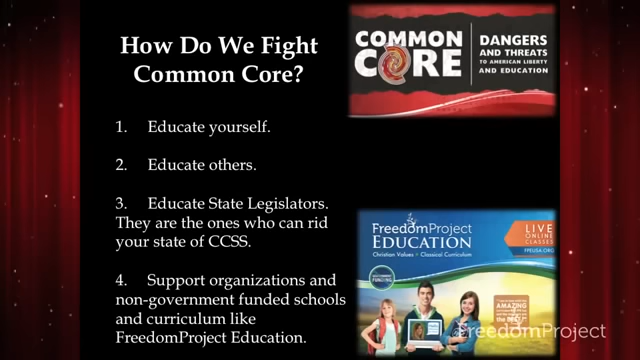 How Do We Fight
Common Core?
1. Educate yourself.
2. Educate others.
3. Educate State Legislators.
They are the ones who can rid
your state of CCSS.
4. Support organizations and
non-government funded schools
and curriculum like
FreedomProject Education.
COMMON
CORE
DANGERS
AND THREATS
TO AMERICAN LIBERTY
AND EDUCATION
FreedomProject
EDUCATION
Christian Values Classical Curriculum
LIVE
ONLINE
CLASSES
FPEUSA.ORG
FUNDING
AMAZING
FreedomProject